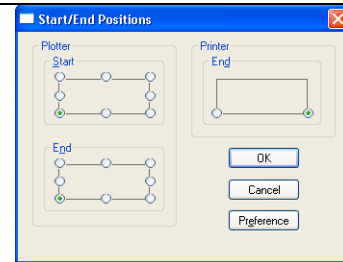 Start/End Positions
Plotter
Start
End
Printer
End
OK
Cancel
Preference